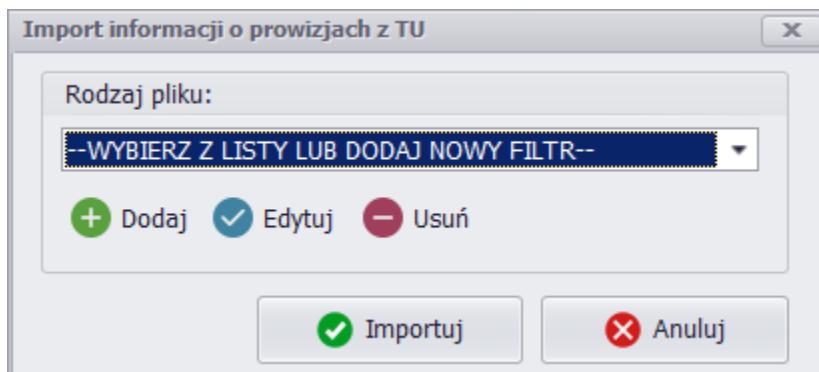 Import informacji o prowizjach z TU
Rodzaj pliku:
--WYBIERZ Z LISTY LUB DODAJ NOWY FILTR--
Dodaj Edytuj Usuń
Importuj Anuluj